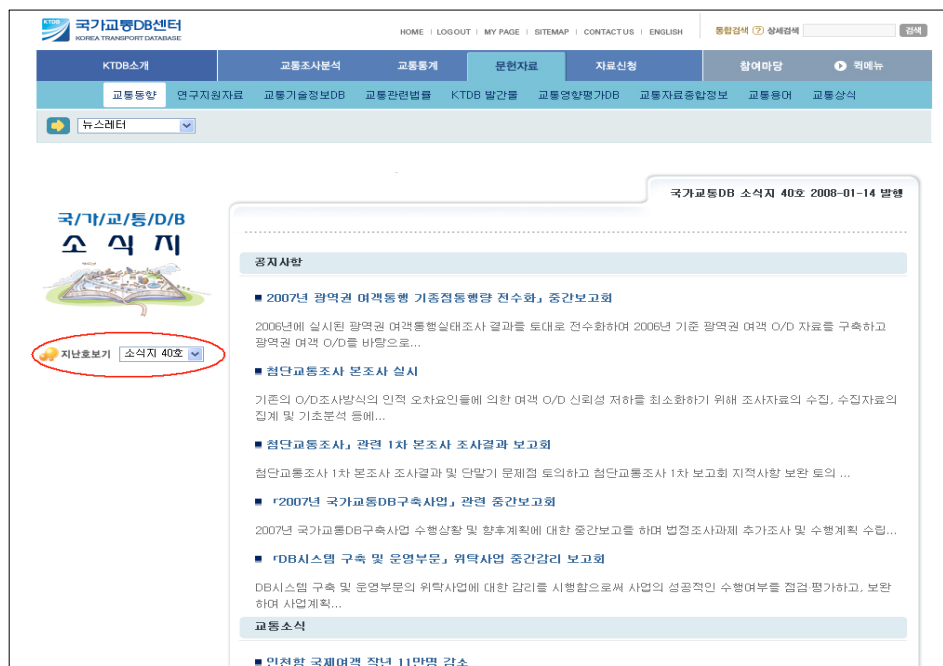 KTDB 국가교통DB센터
KOREA TRANSPORT DATABASE
HOME | LOGOUT | MY PAGE | SITEMAP | CONTACT US | ENGLISH
통합검색 ? 상세검색 검색
KTDB소개 교통조사분석 교통통계 문헌자료 자료신청 참여마당 퀵메뉴
교통동향 연구지원자료 교통기술정보DB 교통관련법률 KTDB 발간물 교통영향평가DB 교통자료종합정보 교통용어 교통상식
뉴스레터
국가교통DB 소식지 40호 2008-01-14 발행
국/가/교/통/D/B
소식지
지난호보기 소식지 40호
공지사항
■ 2007년 광역권 여객통행 기종점통행량 전수화」 중간보고회
2006년에 실시된 광역권 여객통행실태조사 결과를 토대로 전수화하며 2006년 기준 광역권 여객 O/D 자료를 구축하고
광역권 여객 O/D를 바탕으로...
■ 첨단교통조사 본조사 실시
기존의 O/D조사방식의 인적 오차요인들에 의한 여객 O/D 신뢰성 저하를 최소화하기 위해 조사자료의 수집, 수집자료의
집계 및 기초분석 등에...
■ 첨단교통조사」 관련 1차 본조사 조사결과 보고회
첨단교통조사 1차 본조사 조사결과 및 단말기 문제점 토의하고 첨단교통조사 1차 보고회 지적사항 보완 토의 ...
■ 「2007년 국가교통DB구축사업」 관련 중간보고회
2007년 국가교통DB구축사업 수행상황 및 향후계획에 대한 중간보고를 하며 법정조사과제 추가조사 및 수행계획 수립...
■ 「DB시스템 구축 및 운영부문」 위탁사업 중간감리 보고회
DB시스템 구축 및 운영부문의 위탁사업에 대한 감리를 시행함으로써 사업의 성공적인 수행여부를 점검·평가하고, 보완
하며 사업계획...
교통소식
■ 인천항 국제여객 작년 11만명 감소